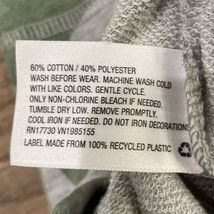 60% COTTON / 40% POLYESTER
WASH BEFORE WEAR. MACHINE WASH COLD
WITH LIKE COLORS. GENTLE CYCLE.
ONLY NON-CHLORINE BLEACH IF NEEDED.
TUMBLE DRY LOW. REMOVE PROMPTLY.
COOL IRON IF NEEDED. DO NOT IRON DECORATIONS.
RN17730 VN1985155
LABEL MADE FROM 100% RECYCLED PLASTIC